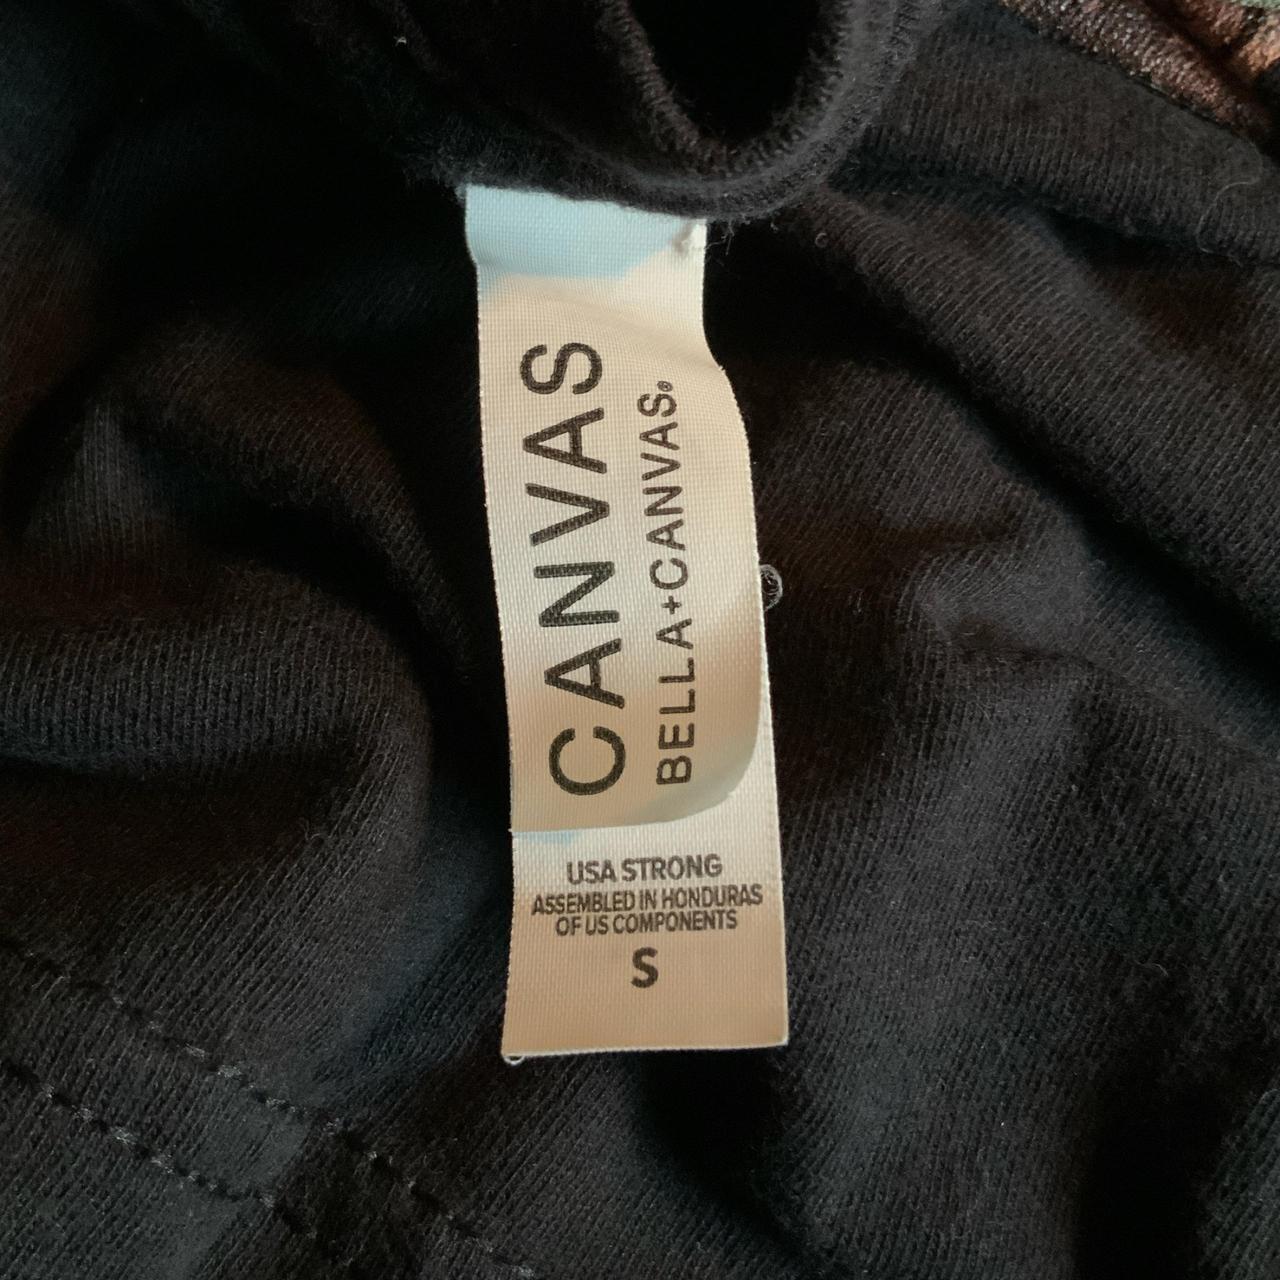 CANVAS
BELLA+CANVAS®
USA STRONG
ASSEMBLED IN HONDURAS
OF US COMPONENTS
S